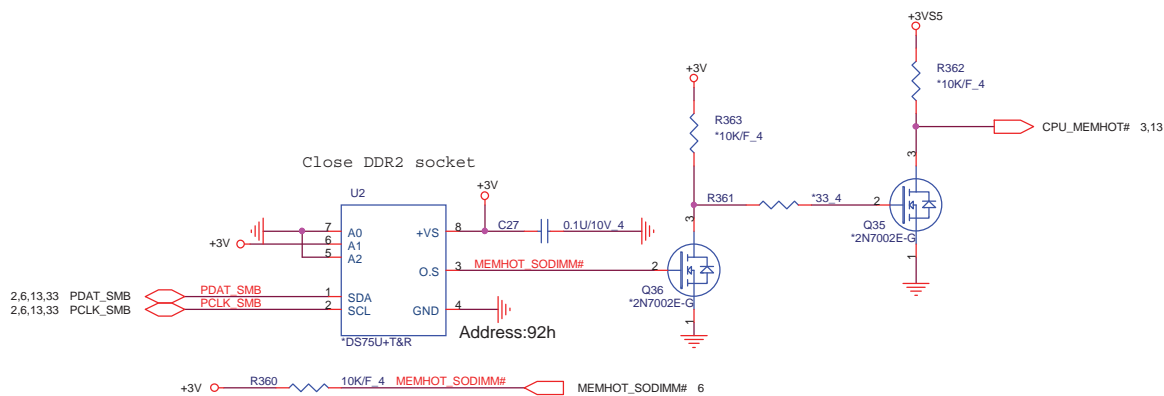 +3VS5
R362
*10K/F_4
+3V
CPU_MEMHOT# 3,13
R363
*10K/F_4
3
Close DDR2 socket
U2
+3V
R361
*33_4
2
Q35
*2N7002E-G
7
A0
+VS
8
C27
0.1U/10V_4
3
+3V
6
A1
5
A2
O.S
3
MEMHOT_SODIMM#
2
1
Q36
*2N7002E-G
2,6,13,33 PDAT_SMB
PDAT_SMB
1
SDA
2,6,13,33 PCLK_SMB
PCLK_SMB
2
SCL
GND
4
1
Address:92h
*DS75U+T&R
+3V
R360
10K/F_4
MEMHOT_SODIMM#
MEMHOT_SODIMM# 6